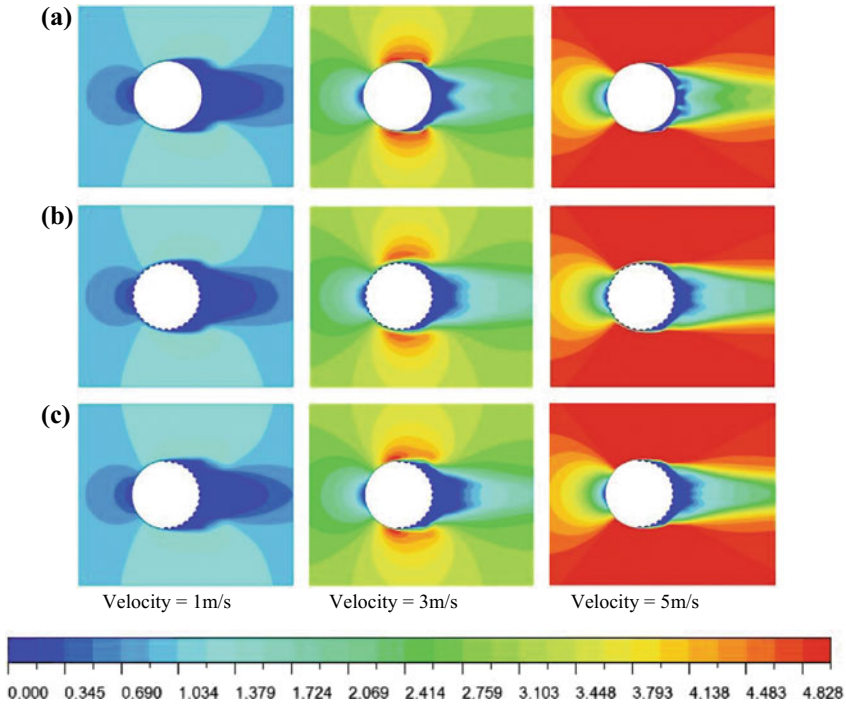 (a)
(b)
(c)
Velocity = 1m/s Velocity = 3m/s Velocity = 5m/s
0.000 0.345 0.690 1.034 1.379 1.724 2.069 2.414 2.759 3.103 3.448 3.793 4.138 4.483 4.828